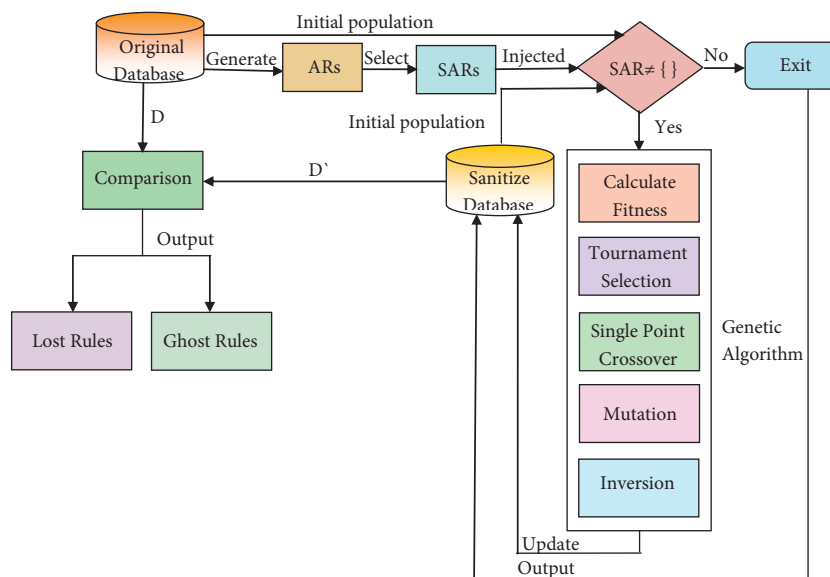 Initial population
Original
Database
Generate
ARs
Select
SARs
Injected
SAR≠ { }
No
Exit
D
Initial population
Yes
Comparison
D`
Sanitize
Database
Calculate
Fitness
Output
Tournament
Selection
Lost Rules
Ghost Rules
Single Point
Crossover
Genetic
Algorithm
Mutation
Inversion
Update
Output